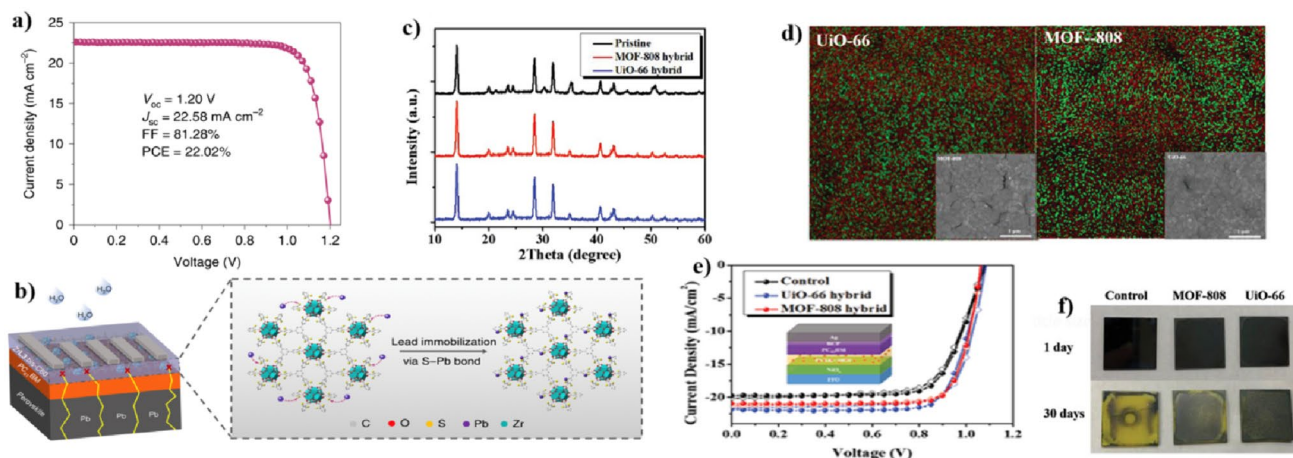 a)
25
20
15
10
5
0
Current density (mA cm⁻²)
Voc = 1.20 V
Jsc = 22.58 mA cm⁻²
FF = 81.28%
PCE = 22.02%
0 0.2 0.4 0.6 0.8 1.0 1.2
Voltage (V)
b)
H₂O
H₂O
Perovskite
Pb Pb Pb
Lead immobilization
via S–Pb bond
C O S Pb Zr
c)
Intensity (a.u.)
Pristine
MOF-808 hybrid
UiO-66 hybrid
10 20 30 40 50 60
2Theta (degree)
d)
UiO-66
MOF--808
MOF-808
1 μm
1 μm
e)
Current Density (mA/cm²)
0
-5
-10
-15
-20
Control
UiO-66 hybrid
MOF-808 hybrid
Ag
0.0 0.2 0.4 0.6 0.8 1.0 1.2
Voltage (V)
f)
Control MOF-808 UiO-66
1 day
30 days